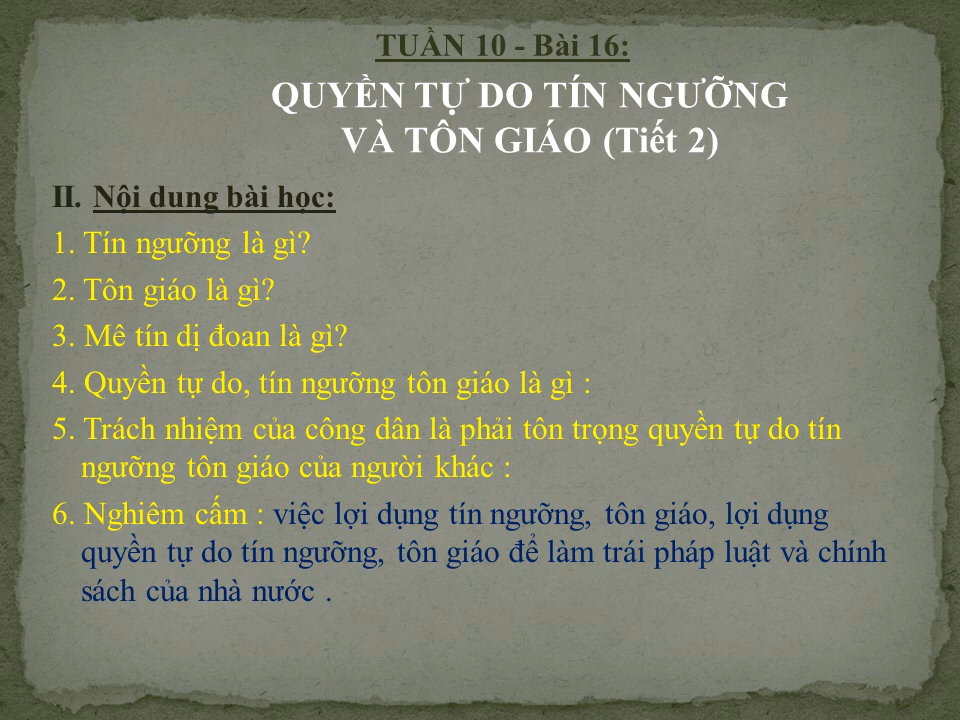 TUẦN 10 - Bài 16:
QUYỀN TỰ DO TÍN NGƯỠNG
VÀ TÔN GIÁO (Tiết 2)
II. Nội dung bài học:
1. Tín ngưỡng là gì?
2. Tôn giáo là gì?
3. Mê tín dị đoan là gì?
4. Quyền tự do, tín ngưỡng tôn giáo là gì :
5. Trách nhiệm của công dân là phải tôn trọng quyền tự do tín
ngưỡng tôn giáo của người khác :
6. Nghiêm cấm : việc lợi dụng tín ngưỡng, tôn giáo, lợi dụng
quyền tự do tín ngưỡng, tôn giáo để làm trái pháp luật và chính
sách của nhà nước .